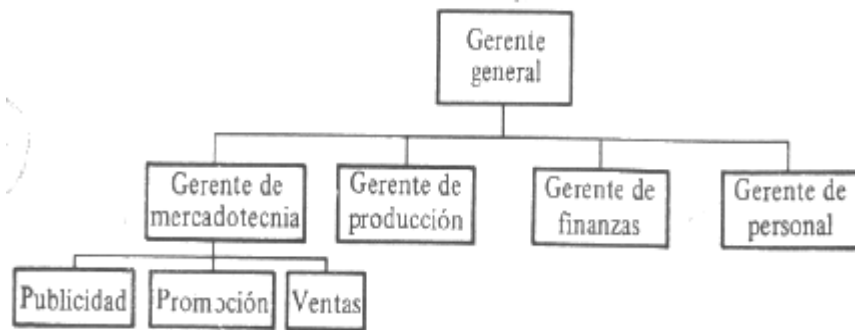 Gerente
general
Gerente de
mercadotecnia
Gerente de
producción
Gerente de
finanzas
Gerente de
personal
Publicidad
Promoción
Ventas